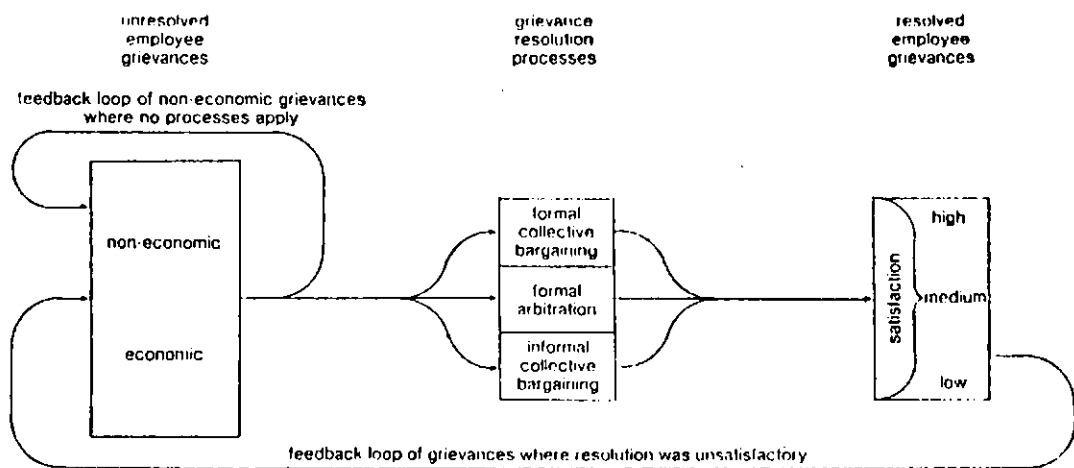 unresolved
employee
grievances
grievance
resolution
processes
resolved
employee
grievances
feedback loop of non-economic grievances
where no processes apply
non-economic
economic
formal
collective
bargaining
formal
arbitration
informal
collective
bargaining
satisfaction
high
medium
low
feedback loop of grievances where resolution was unsatisfactory